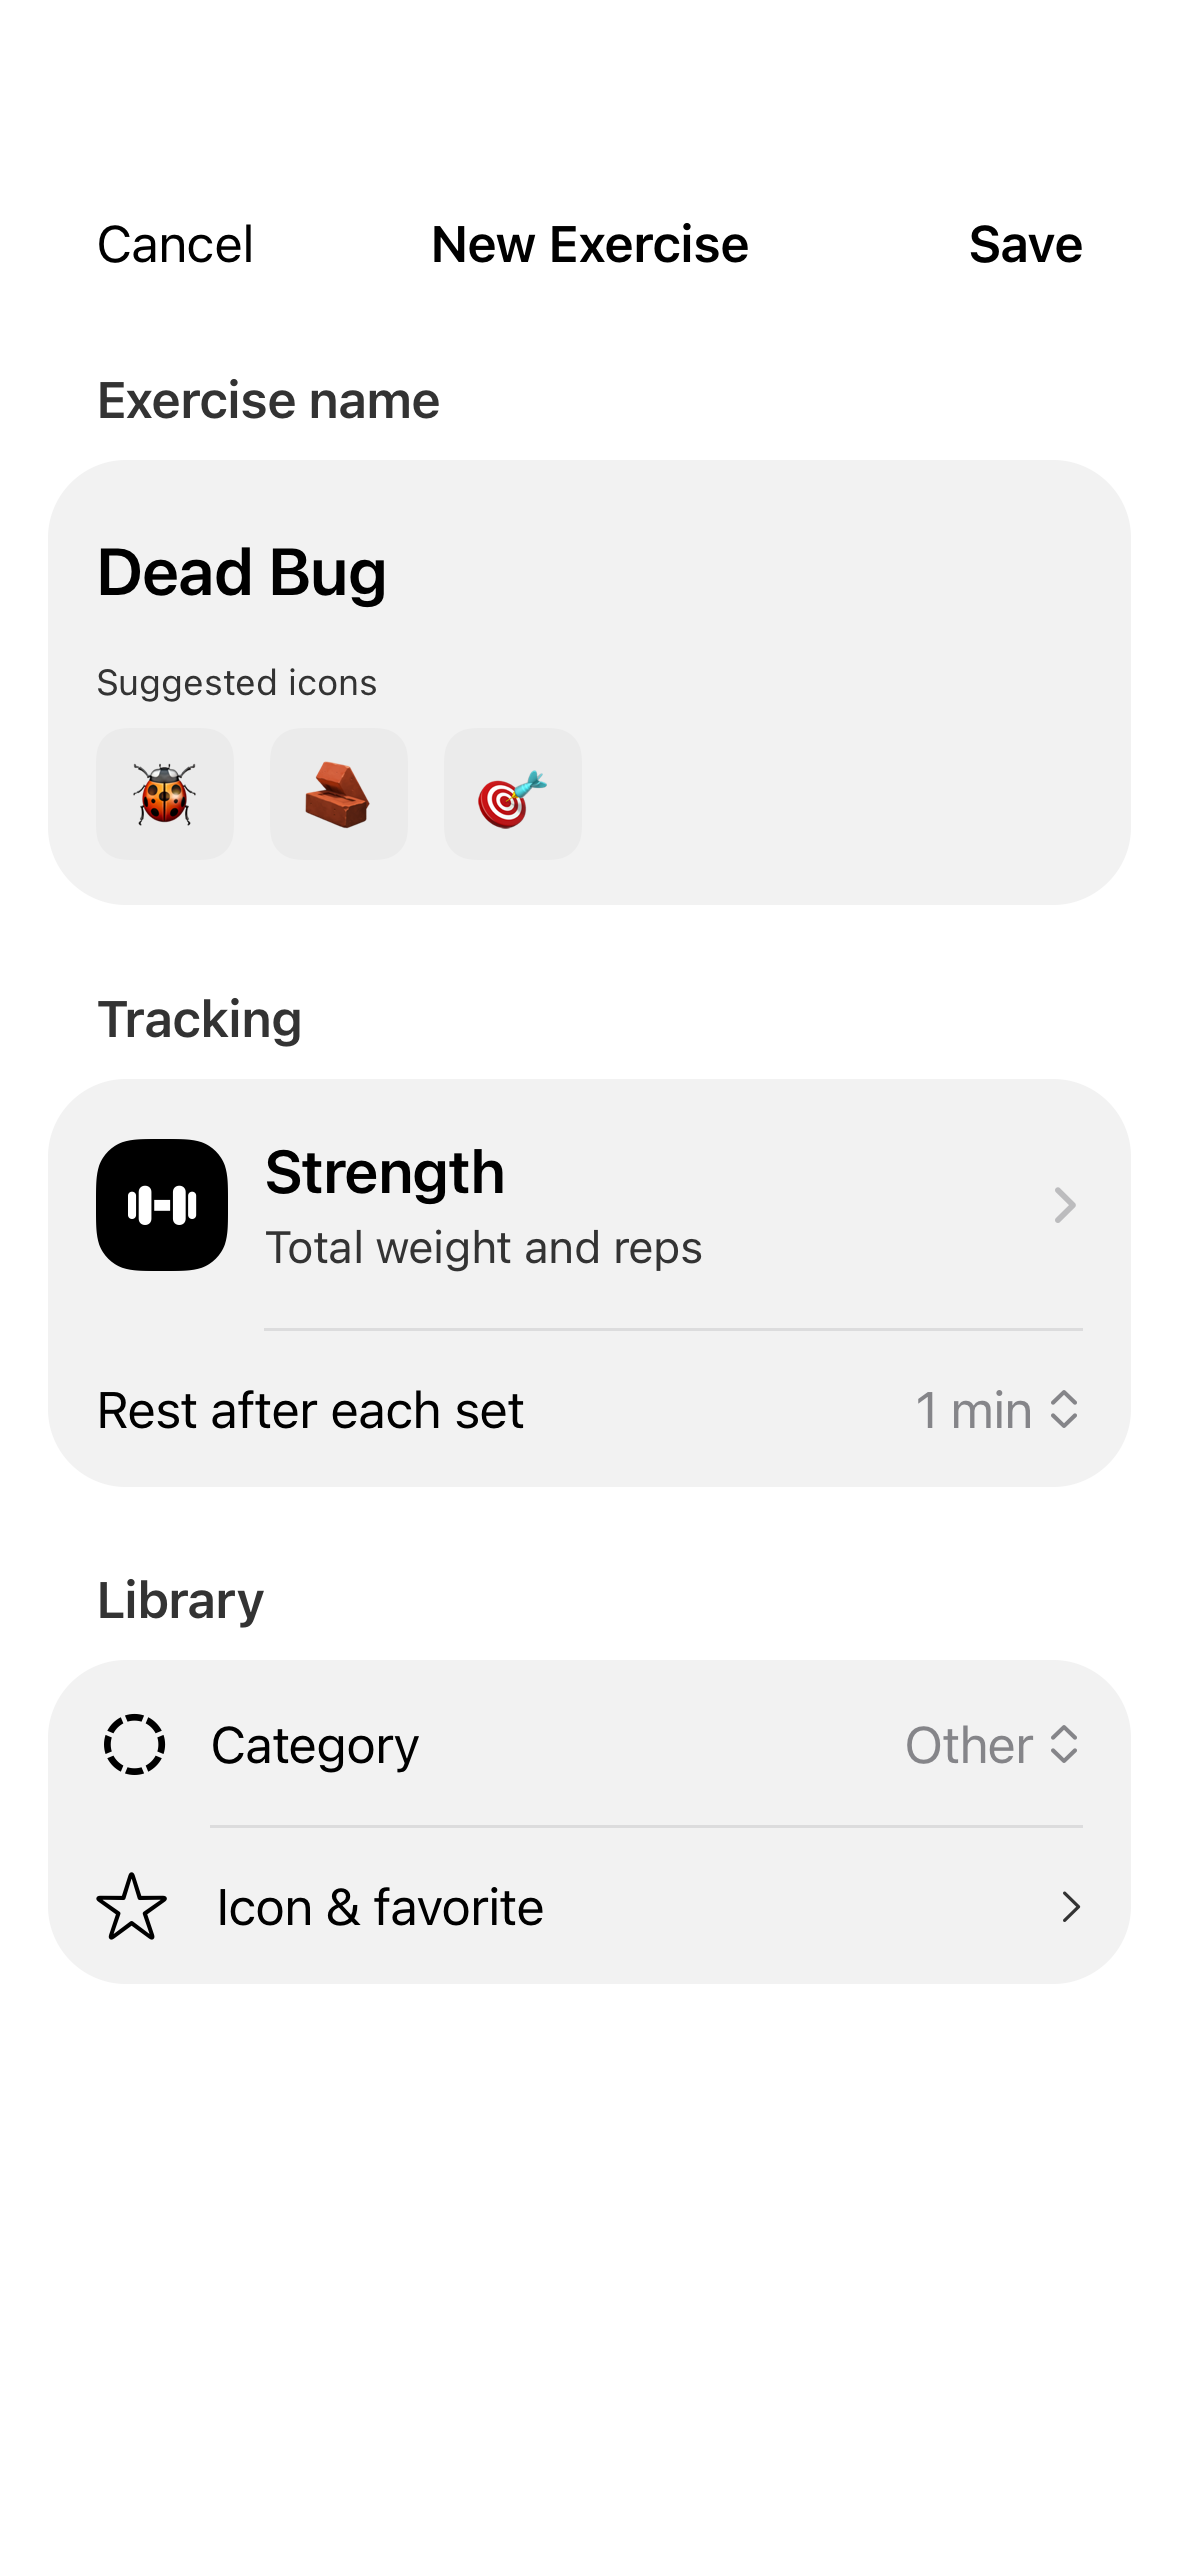 Cancel
New Exercise
Save
Exercise name
Dead Bug
Suggested icons
Tracking
Strength
Total weight and reps
Rest after each set
1 min
Library
Category
Other
Icon & favorite